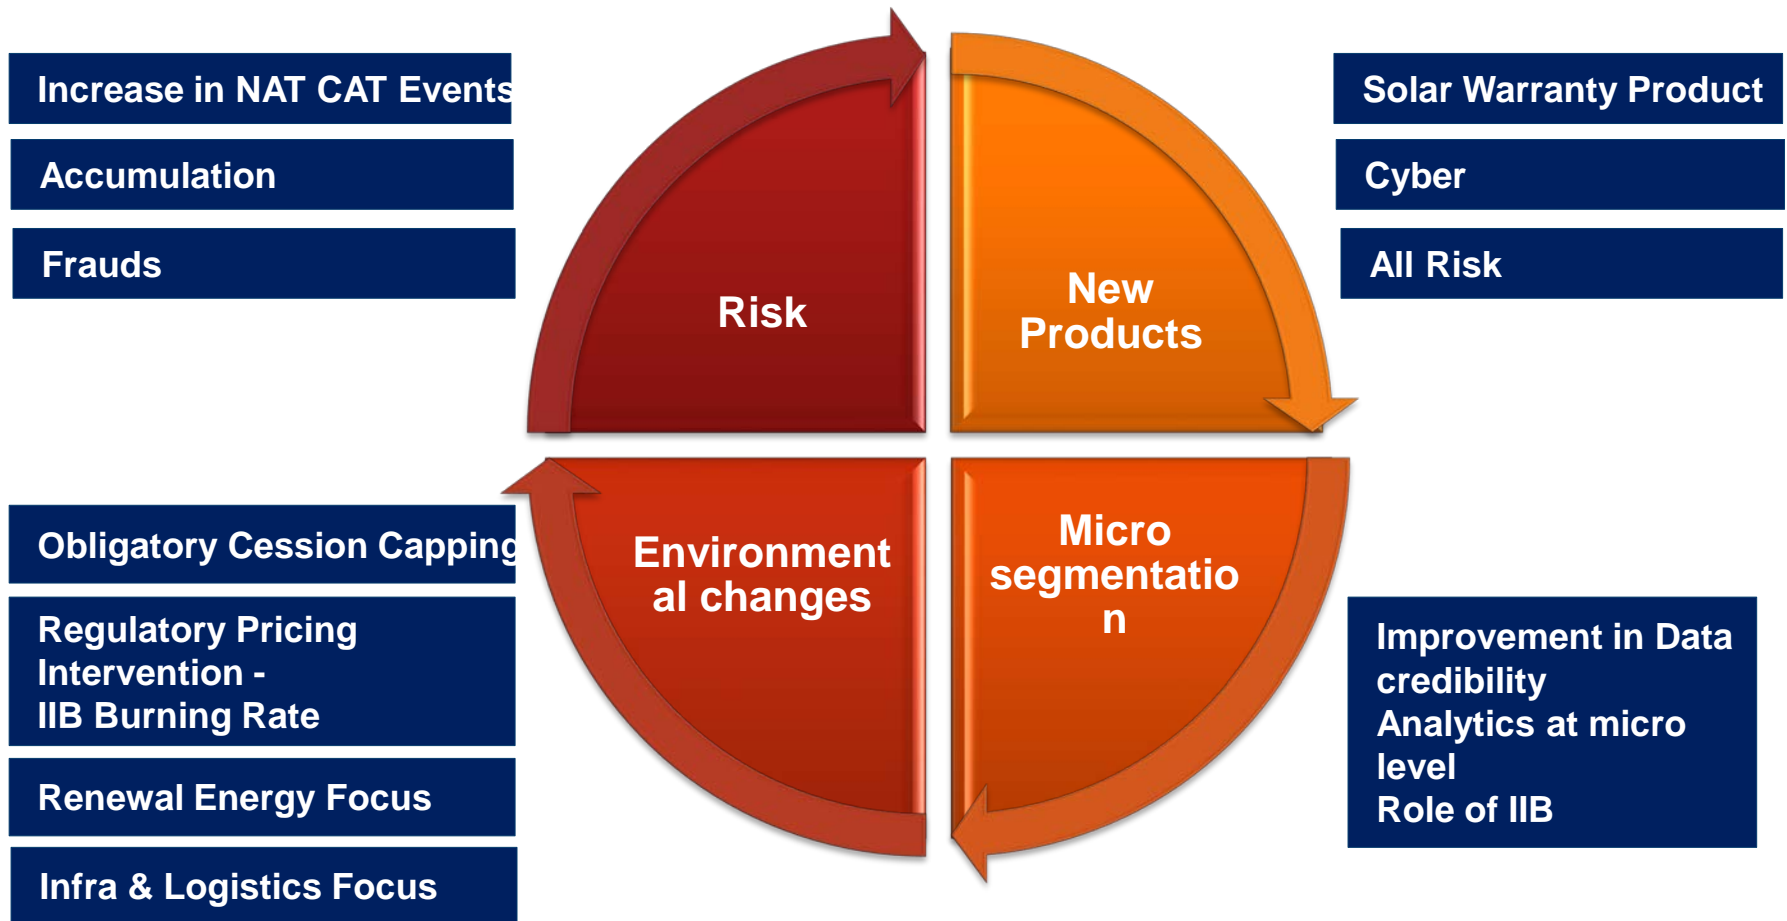 Increase in NAT CAT Events
Accumulation
Frauds
Risk
New
Products
Solar Warranty Product
Cyber
All Risk
Obligatory Cession Capping
Regulatory Pricing
Intervention -
IIB Burning Rate
Renewal Energy Focus
Infra & Logistics Focus
Environment
al changes
Micro
segmentatio
n
Improvement in Data
credibility
Analytics at micro
level
Role of IIB